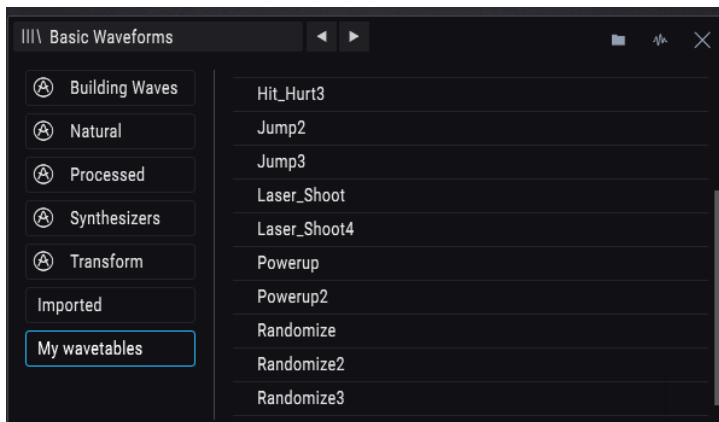 Basic Waveforms
Building Waves
Natural
Processed
Synthesizers
Transform
Imported
My wavetables
Hit_Hurt3
Jump2
Jump3
Laser_Shoot
Laser_Shoot4
Powerup
Powerup2
Randomize
Randomize2
Randomize3